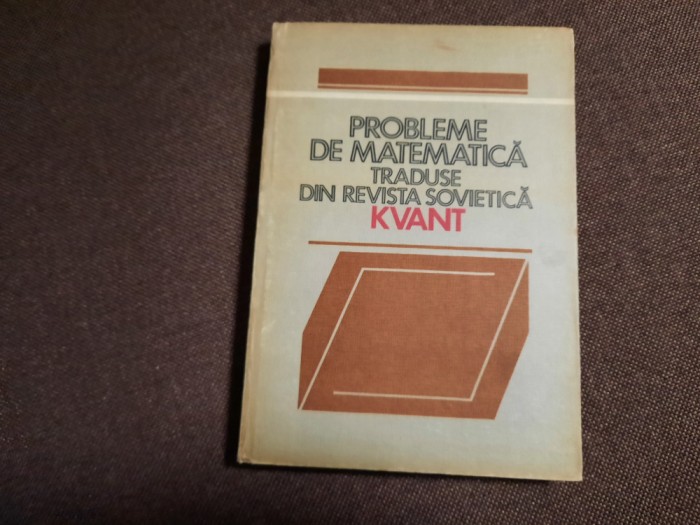 PROBLEME
DE MATEMATICĂ
TRADUSE
DIN REVISTA SOVIETICĂ
KVANT